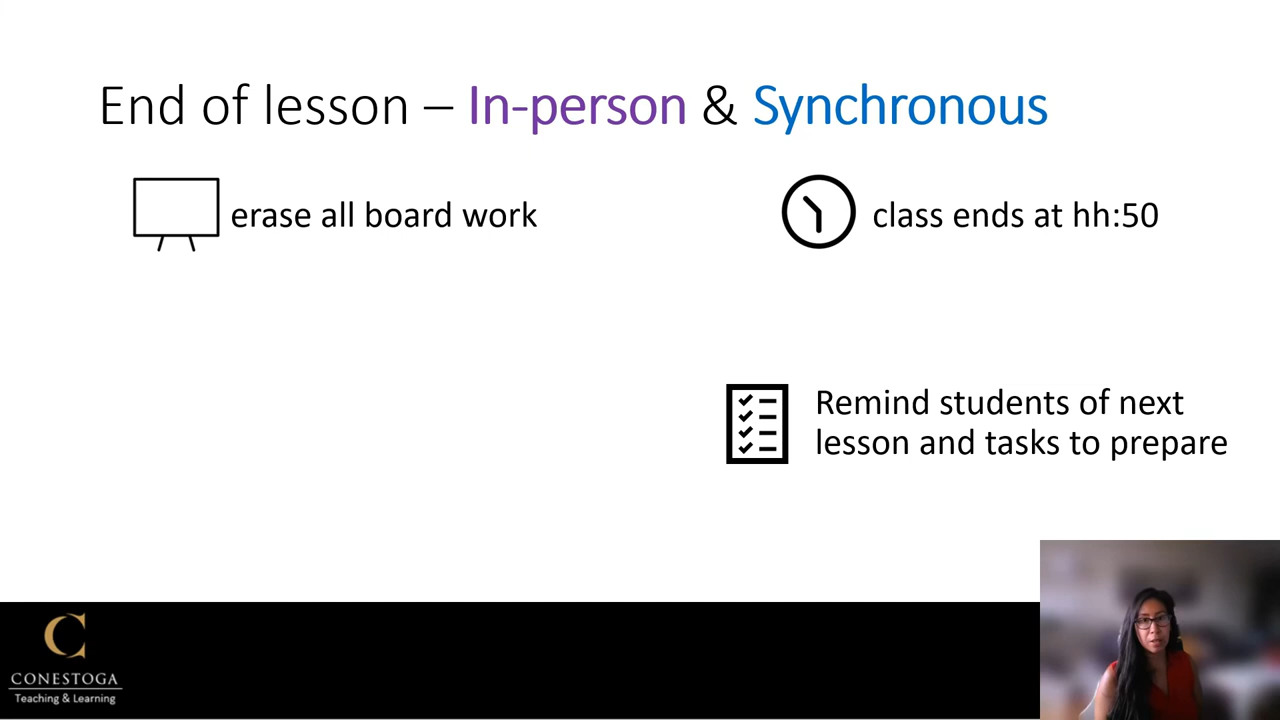 End of lesson – In-person & Synchronous
erase all board work
class ends at hh:50
Remind students of next
lesson and tasks to prepare
C
CONESTOGA
Teaching & Learning